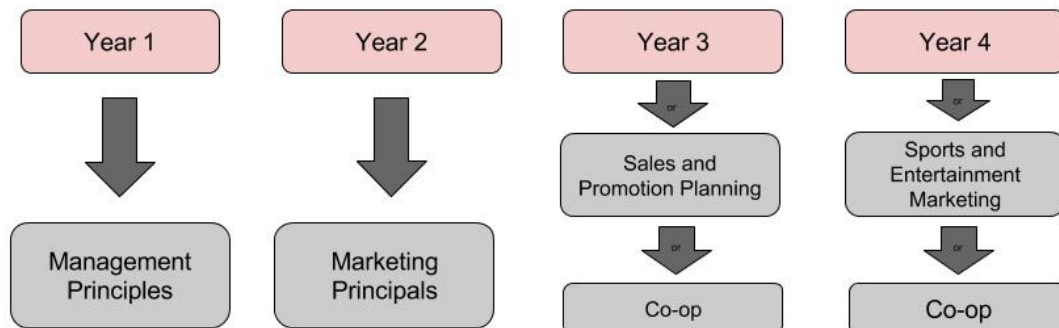 Year 1
Year 2
Year 3
Year 4
or
or
Sales and
Promotion Planning
Sports and
Entertainment
Marketing
Management
Principles
Marketing
Principals
or
or
Co-op
Co-op